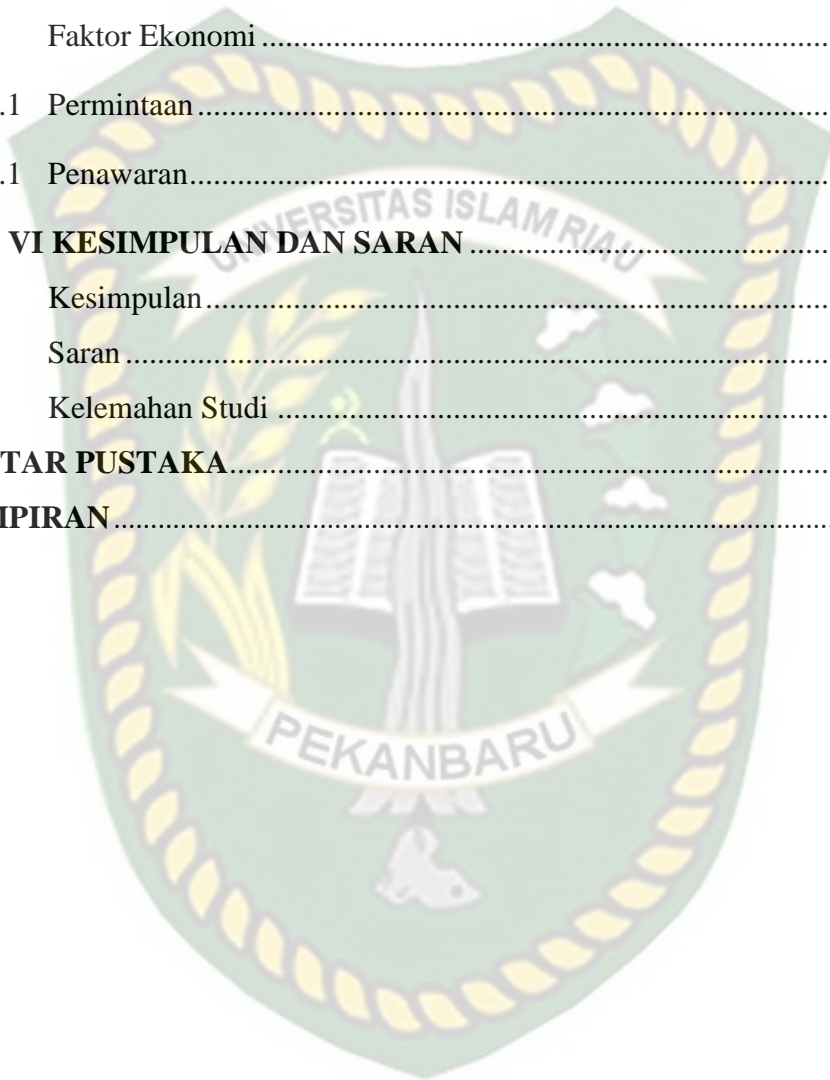 Faktor Ekonomi ........................................................................
.1 Permintaan ................................................................................
.1 Penawaran................................................................................
VI KESIMPULAN DAN SARAN .............................................
Kesimpulan..............................................................................
Saran ........................................................................................
Kelemahan Studi .....................................................................
TAR PUSTAKA...........................................................................
IPIRAN..........................................................................................
UNIVERSITAS ISLAM RIAU
PEKANBARU